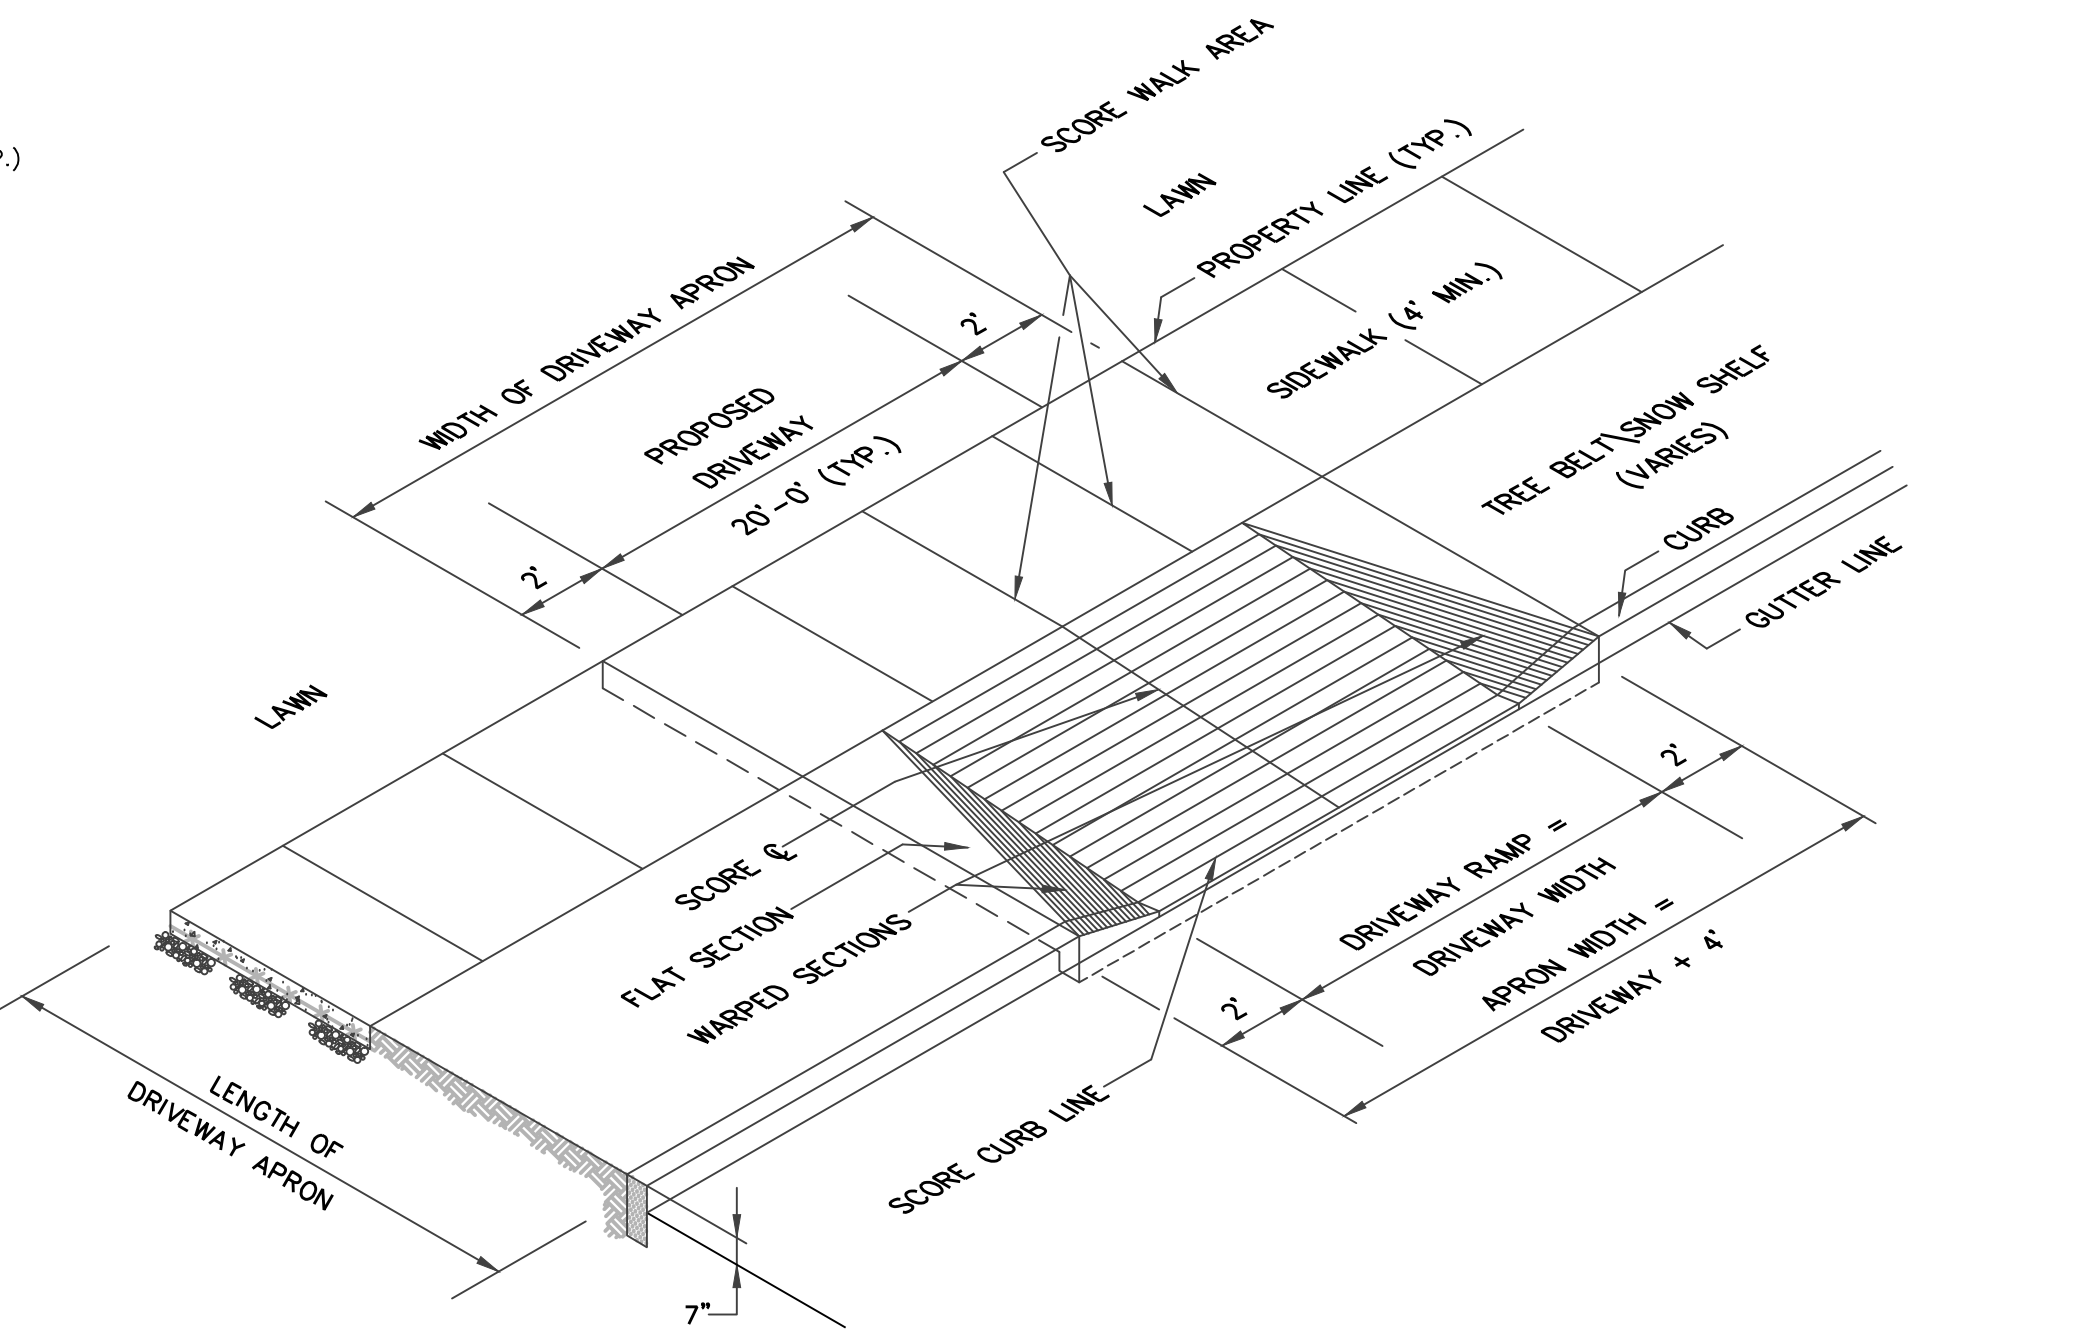 SCORE WALK AREA
LAWN
PROPERTY LINE (TYP.)
WIDTH OF DRIVEWAY APRON
2'
PROPOSED
DRIVEWAY
20'-0' (TYP.)
2'
SIDEWALK (4' MIN.)
TREE BELT\SNOW SHELF
(VARIES)
CURB
GUTTER LINE
LAWN
SCORE ℄
FLAT SECTION
WARPED SECTIONS
2'
DRIVEWAY RAMP =
DRIVEWAY WIDTH
2'
APRON WIDTH =
DRIVEWAY + 4'
SCORE CURB LINE
LENGTH OF
DRIVEWAY APRON
7"